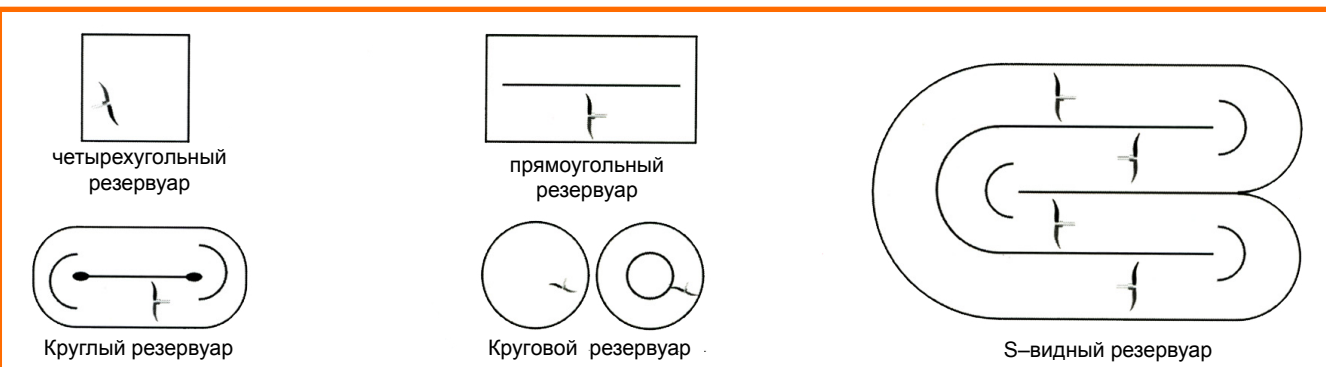 четырехугольный
резервуар
прямоугольный
резервуар
Круглый резервуар
Круговой резервуар
S–видный резервуар